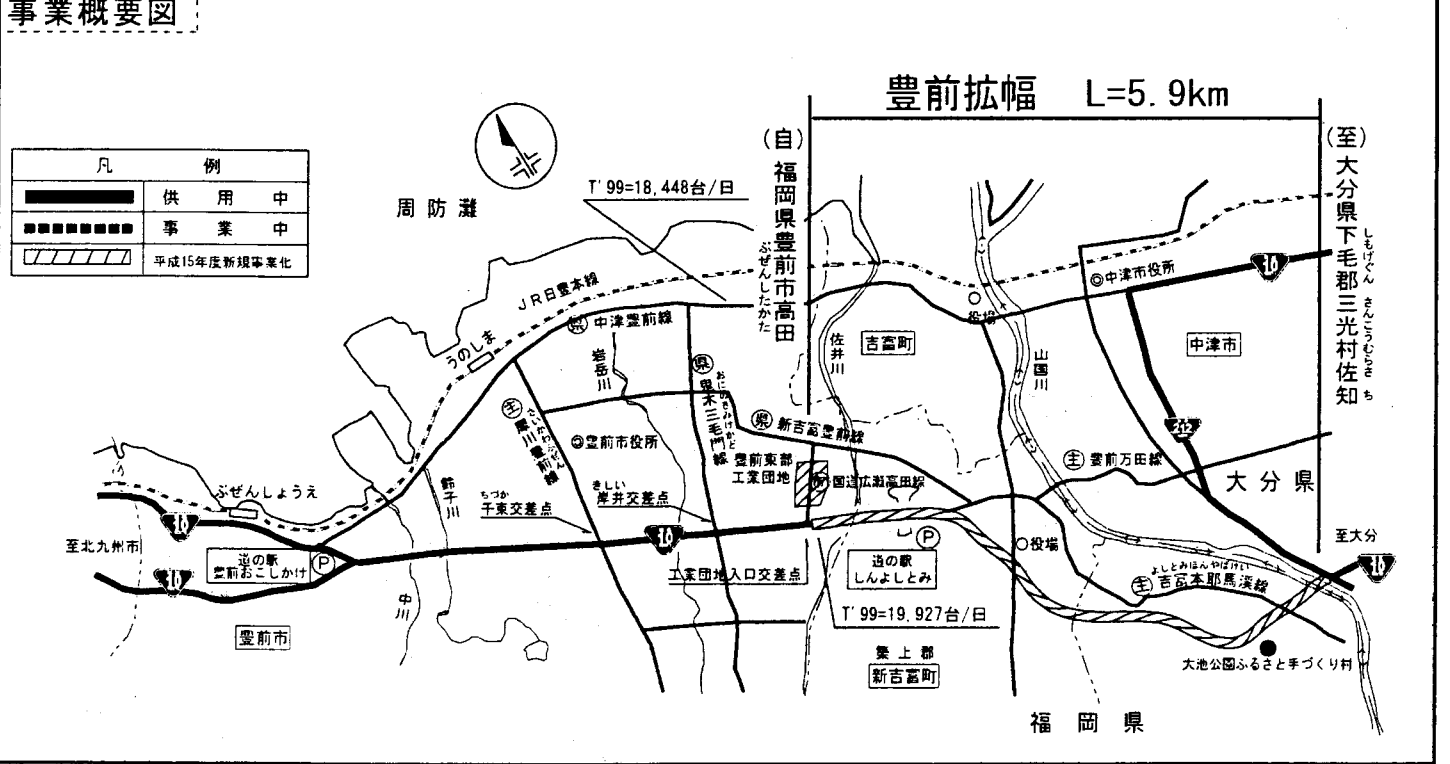 事業概要図
豊前拡幅　L=5.9km
(自)福岡県豊前市高田
ぶぜんしたかた
(至)大分県下毛郡三光村佐知
しもげぐん さんこうむらさ ち
凡　例
供用中
事業中
平成15年度新規事業化
周防灘
T'99=18,448台/日
JR日豊本線
うのしま
県 中津豊前線
岩岳川
県 鬼木三毛門線
佐井川
吉富町
役場
山国川
◎中津市役所
10
中津市
212
主 犀川豊前線
さいかわぶぜん
◎豊前市役所
県 新吉富豊前線
豊前東部
工業団地
国道広瀬高田線
主 豊前万田線
大分県
鈴子川
ちづか
千束交差点
きしい
岸井交差点
ぶぜんしょうえ
10
10
至北九州市
道の駅
豊前おこしかけ
P
10
工業団地入口交差点
P
道の駅
しんよしとみ
役場
よしとみほんやばけい
主 吉富本耶馬渓線
至大分
10
中川
T'99=19,927台/日
豊前市
築上郡
新吉富町
大池公園ふるさと手づくり村
福岡県